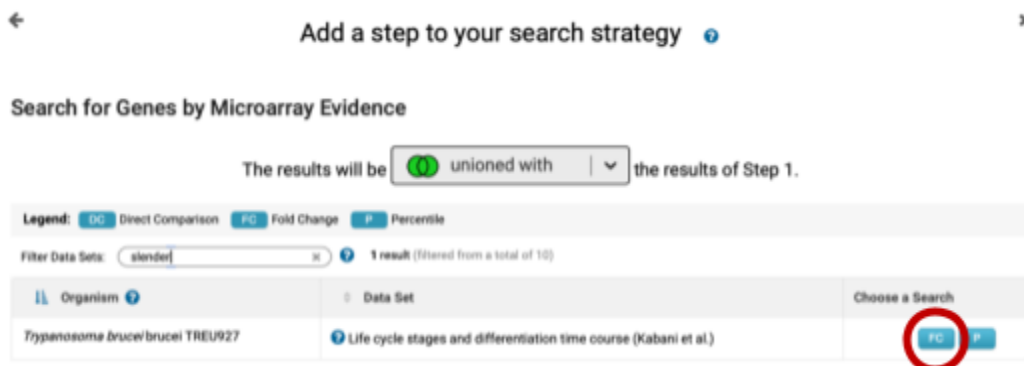 Add a step to your search strategy
Search for Genes by Microarray Evidence
The results will be unioned with the results of Step 1.
Legend: DC Direct Comparison FC Fold Change P Percentile
Filter Data Sets: slender 1 result (filtered from a total of 10)
Organism Data Set Choose a Search
Trypanosoma brucei brucei TREU927 Life cycle stages and differentiation time course (Kabani et al.) FC P